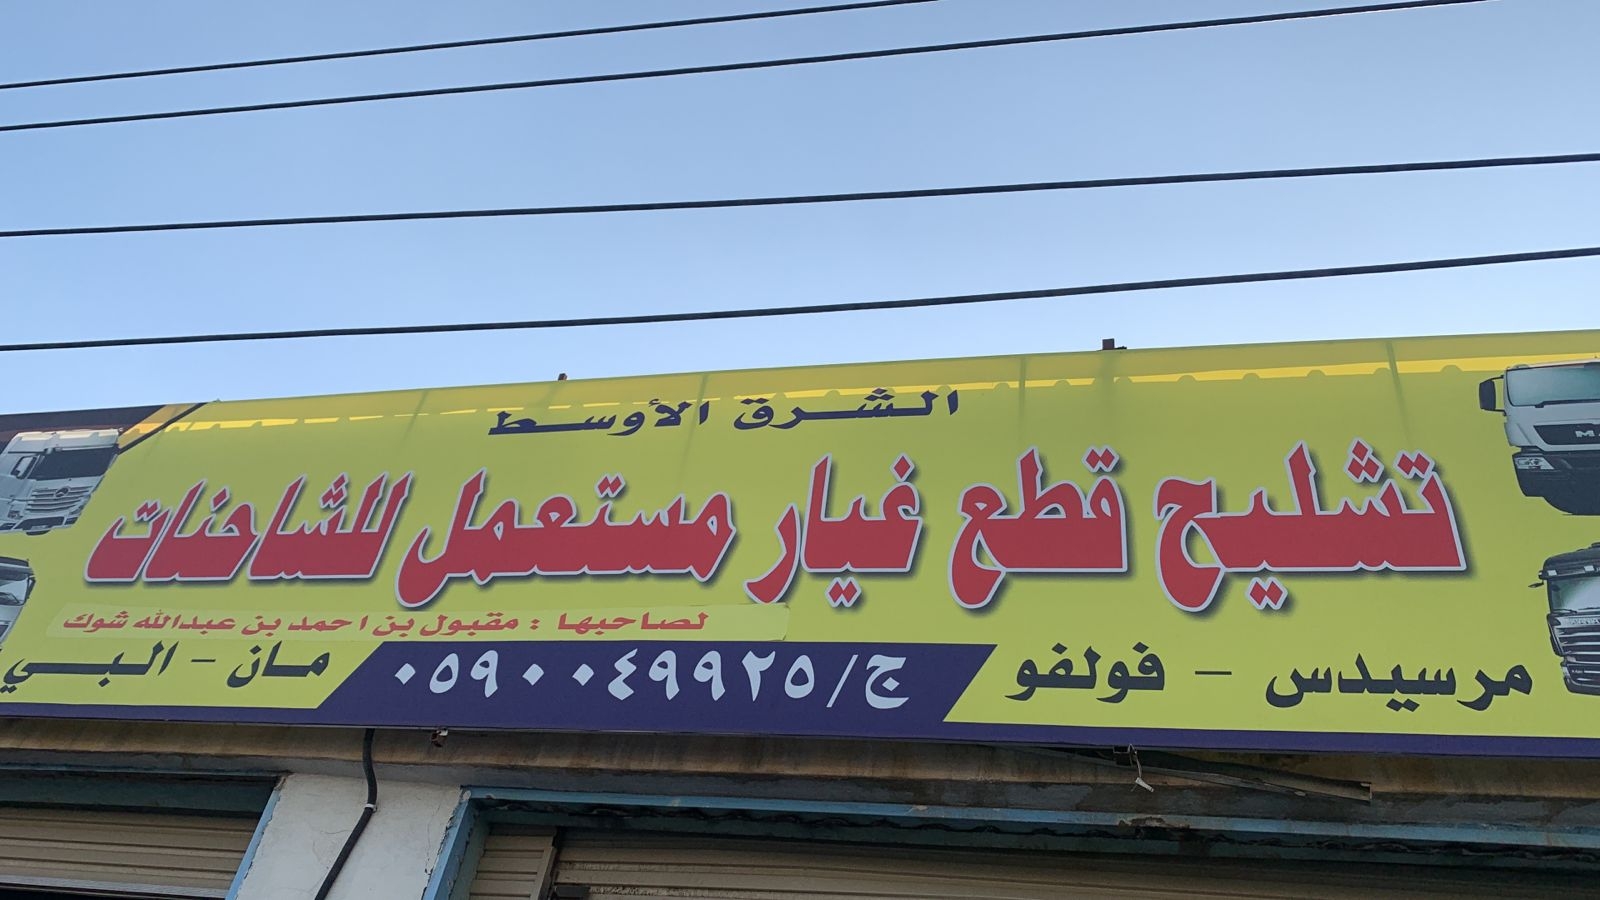 الشرق الأوسط
تشليح قطع غيار مستعمل للشاحنات
لصاحبها : مقبول بن احمد بن عبدالله شوك
مرسيدس - فولفو
ج/٠٥٩٠٠٤٩٩٢٥
مان - البي